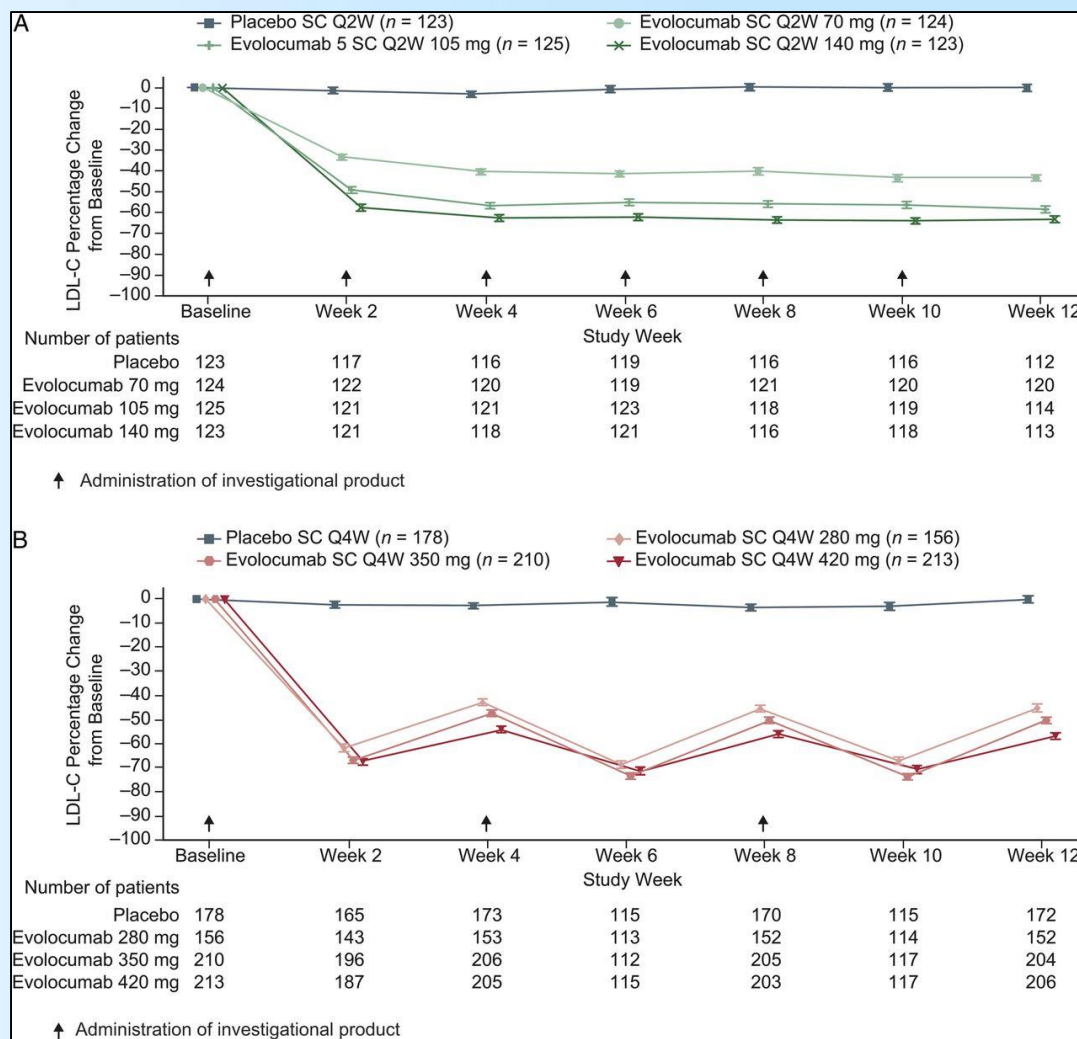 A
Placebo SC Q2W (n = 123) Evolocumab SC Q2W 70 mg (n = 124)
Evolocumab 5 SC Q2W 105 mg (n = 125) Evolocumab SC Q2W 140 mg (n = 123)
LDL-C Percentage Change
from Baseline
0
–10
–20
–30
–40
–50
–60
–70
–80
–90
–100
Baseline Week 2 Week 4 Week 6 Week 8 Week 10 Week 12
Study Week
Number of patients
Placebo 123 117 116 119 116 116 112
Evolocumab 70 mg 124 122 120 119 121 120 120
Evolocumab 105 mg 125 121 121 123 118 119 114
Evolocumab 140 mg 123 121 118 121 116 118 113
Administration of investigational product
B
Placebo SC Q4W (n = 178) Evolocumab SC Q4W 280 mg (n = 156)
Evolocumab SC Q4W 350 mg (n = 210) Evolocumab SC Q4W 420 mg (n = 213)
LDL-C Percentage Change
from Baseline
0
–10
–20
–30
–40
–50
–60
–70
–80
–90
–100
Baseline Week 2 Week 4 Week 6 Week 8 Week 10 Week 12
Study Week
Number of patients
Placebo 178 165 173 115 170 115 172
Evolocumab 280 mg 156 143 153 113 152 114 152
Evolocumab 350 mg 210 196 206 112 205 117 204
Evolocumab 420 mg 213 187 205 115 203 117 206
Administration of investigational product